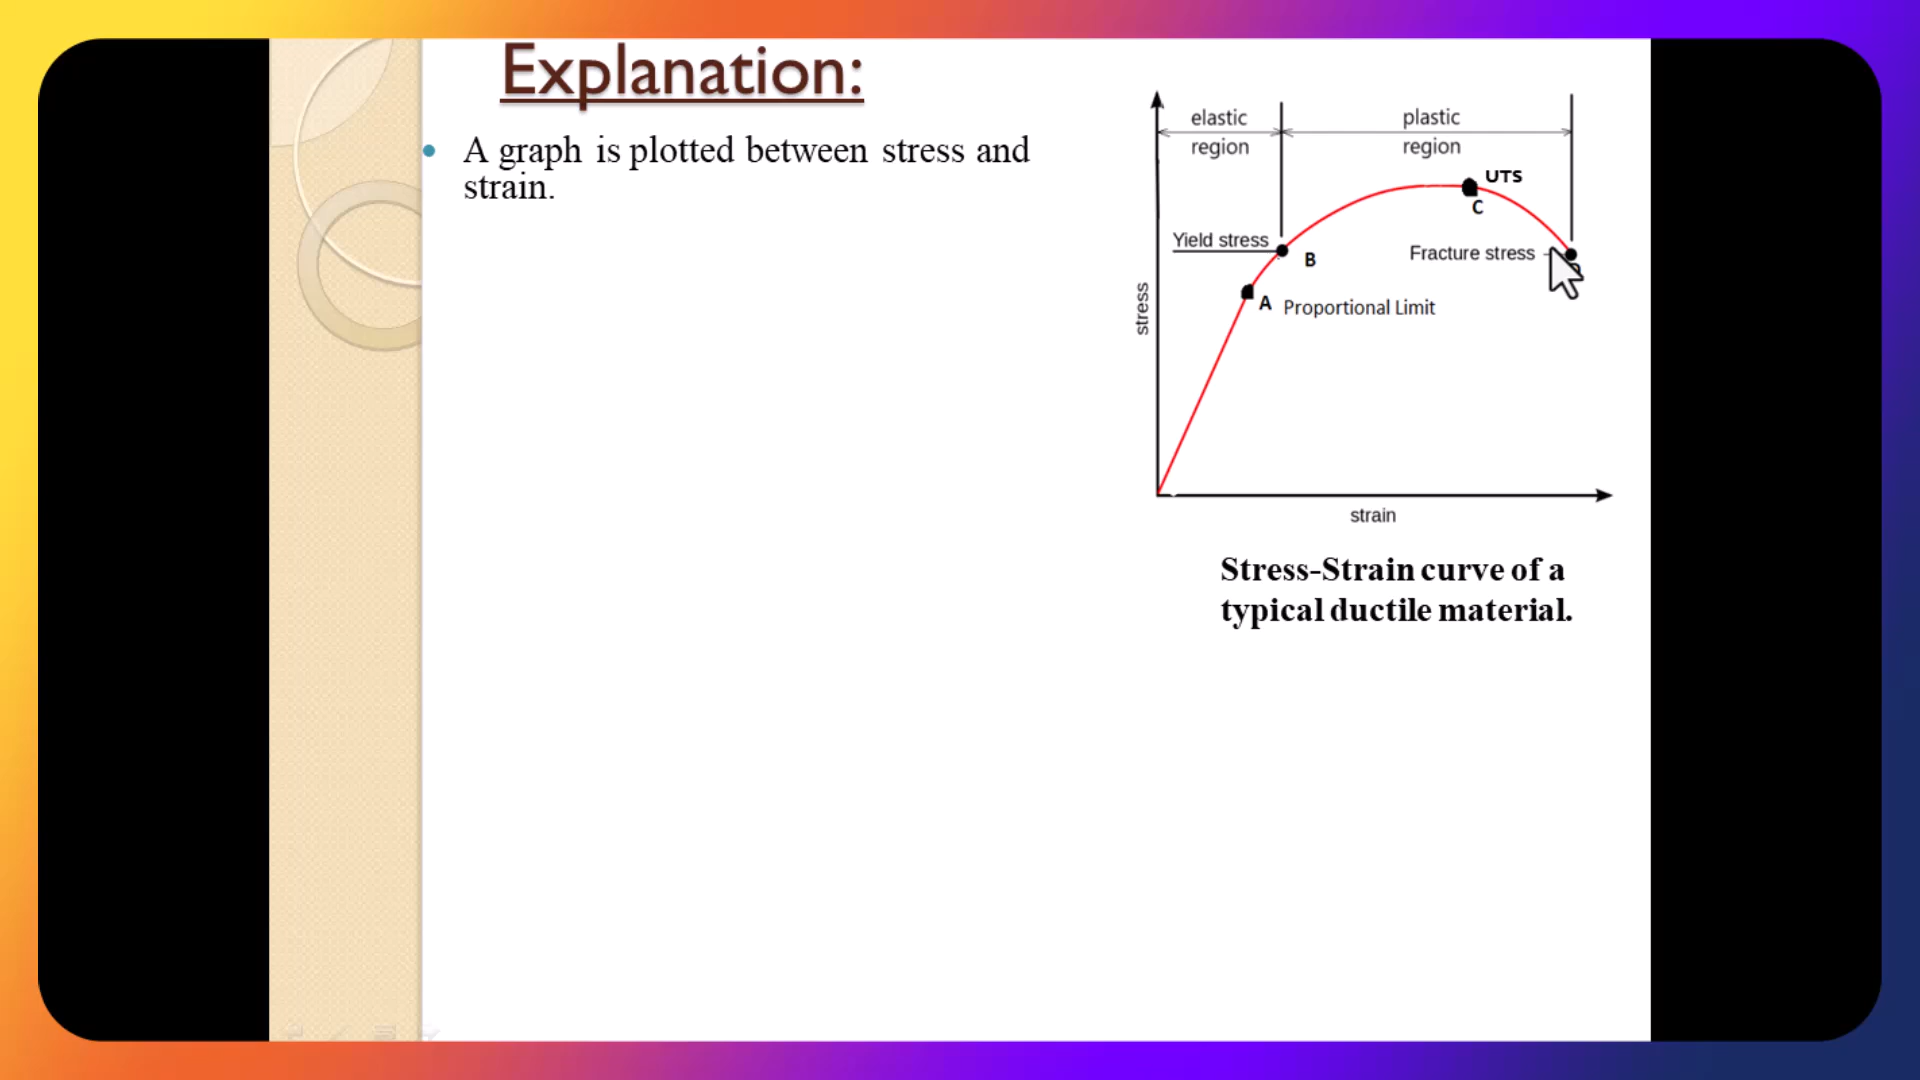 Explanation:
A graph is plotted between stress and
strain.
elastic
region
plastic
region
UTS
C
Yield stress
B
Fracture stress
A Proportional Limit
stress
strain
Stress-Strain curve of a
typical ductile material.